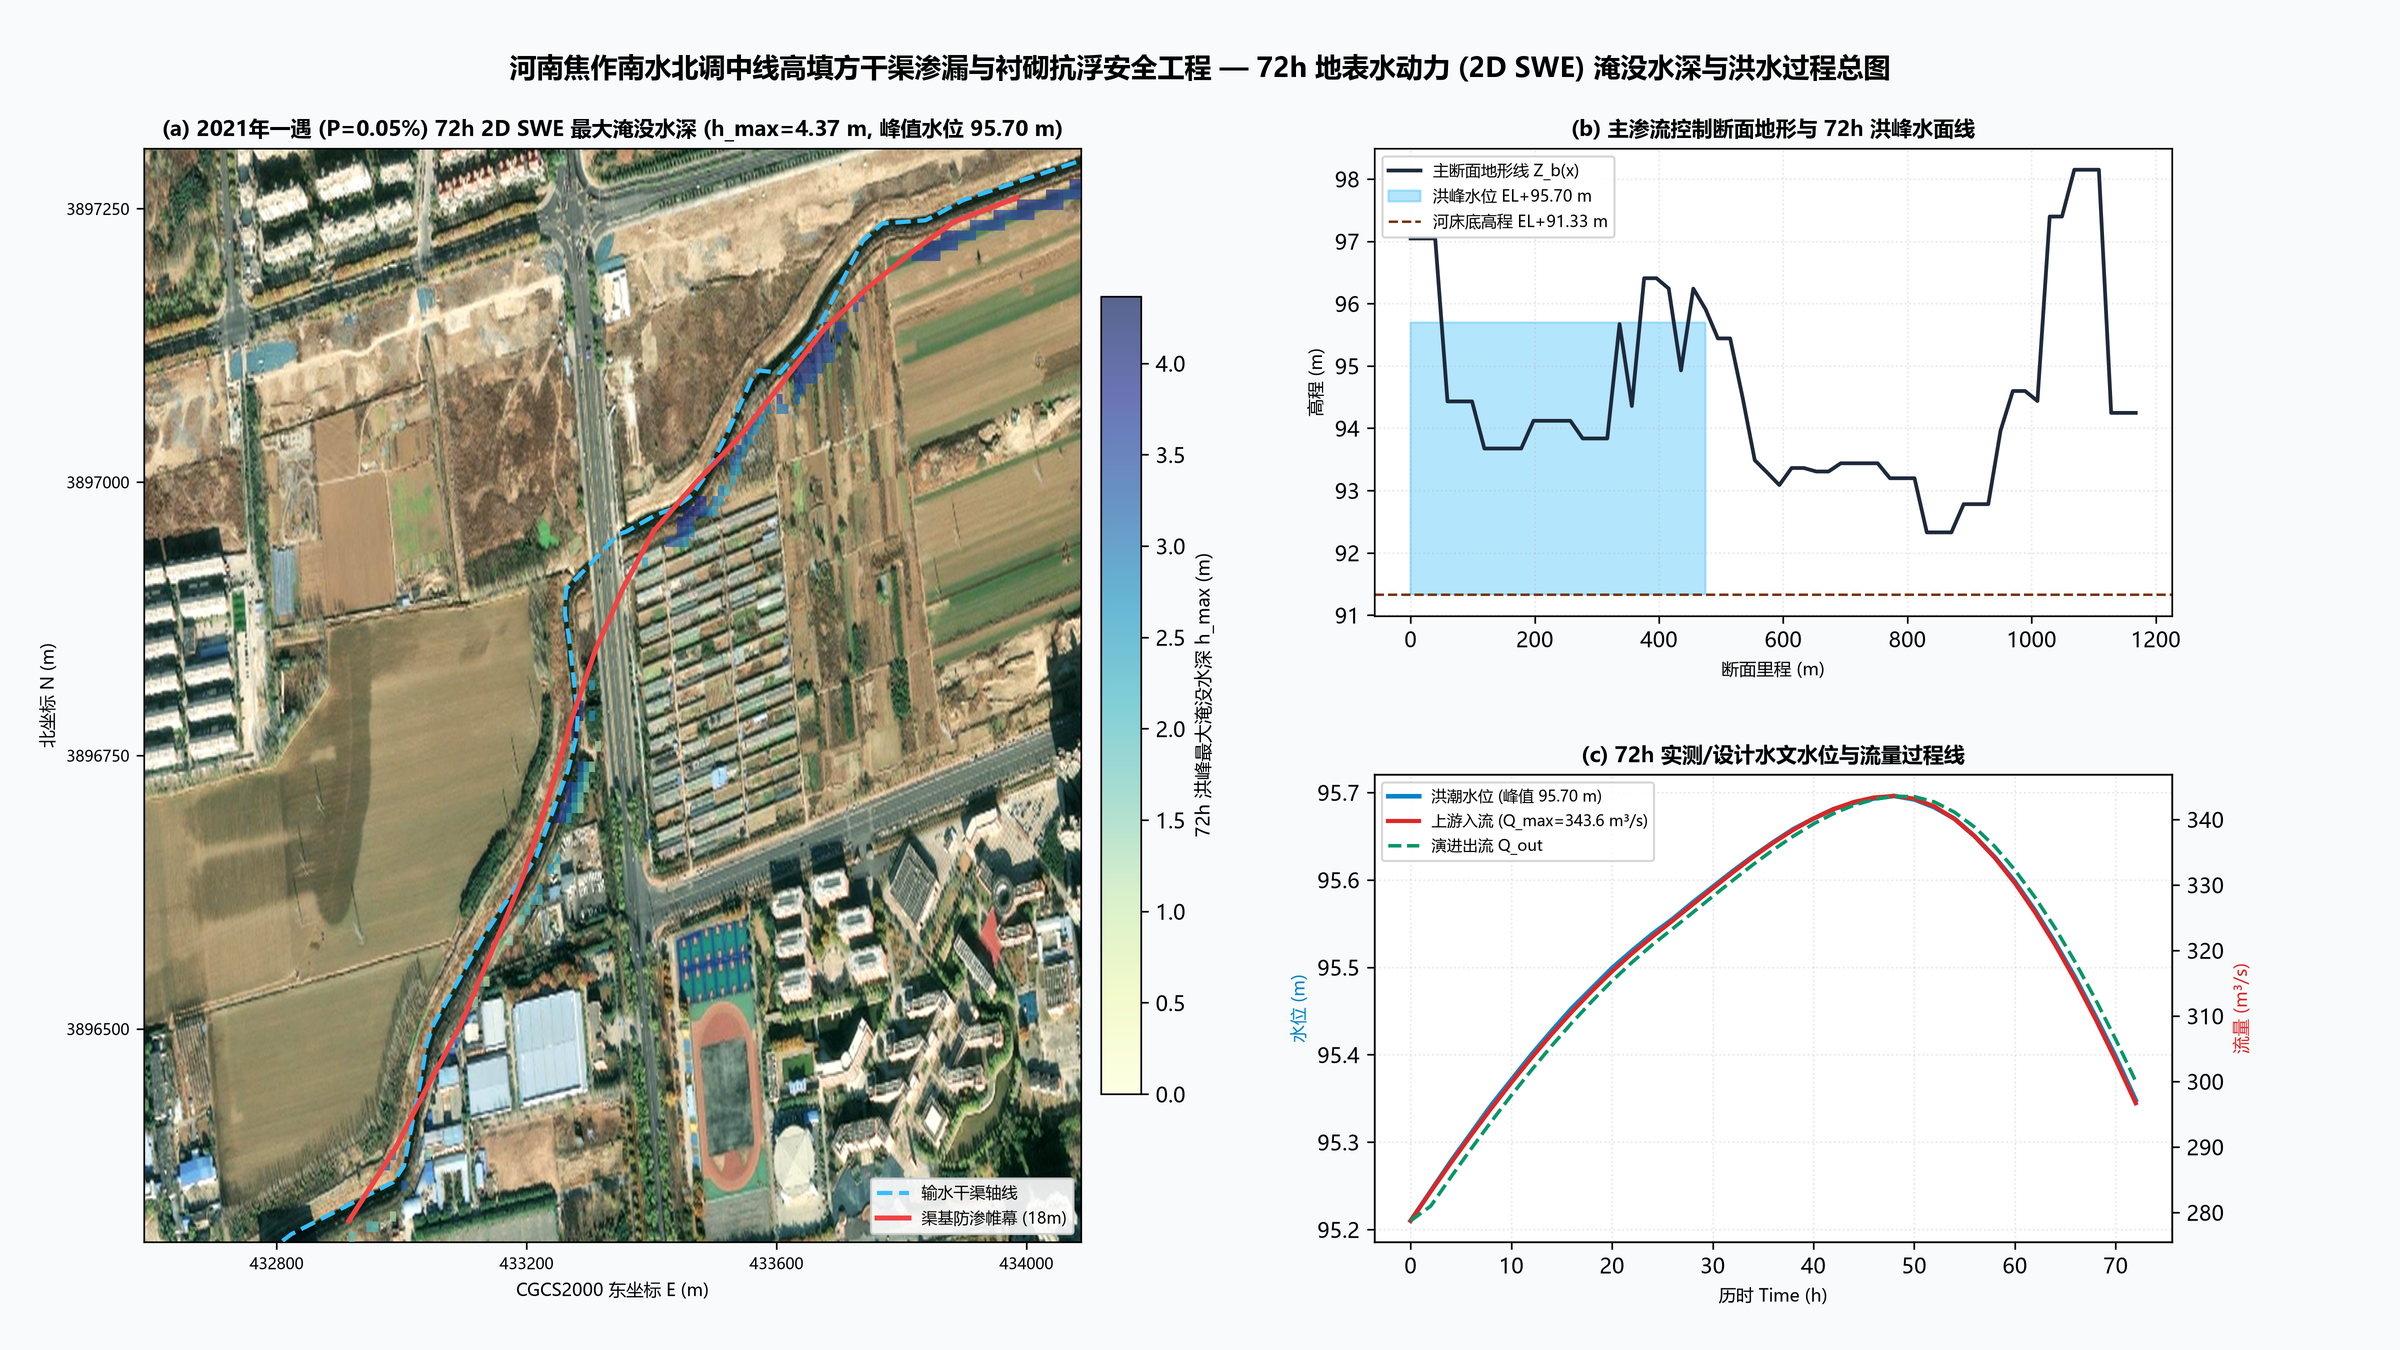 河南焦作南水北调中线高填方干渠渗漏与衬砌抗浮安全工程 — 72h 地表水动力 (2D SWE) 淹没水深与洪水过程总图
(a) 2021年一遇 (P=0.05%) 72h 2D SWE 最大淹没水深 (h_max=4.37 m, 峰值水位 95.70 m)
3897250
3897000
3896750
3896500
北坐标 N (m)
432800
433200
433600
434000
CGCS2000 东坐标 E (m)
输水干渠轴线
渠基防渗帷幕 (18m)
4.0
3.5
3.0
2.5
2.0
1.5
1.0
0.5
0.0
72h 洪峰最大淹没水深 h_max (m)
(b) 主渗流控制断面地形与 72h 洪峰水面线
主断面地形线 Z_b(x)
洪峰水位 EL+95.70 m
河床底高程 EL+91.33 m
98
97
96
95
94
93
92
91
高程 (m)
0
200
400
600
800
1000
1200
断面里程 (m)
(c) 72h 实测/设计水文水位与流量过程线
洪潮水位 (峰值 95.70 m)
上游入流 (Q_max=343.6 m³/s)
演进出流 Q_out
95.7
95.6
95.5
95.4
95.3
95.2
水位 (m)
340
330
320
310
300
290
280
流量 (m³/s)
0
10
20
30
40
50
60
70
历时 Time (h)